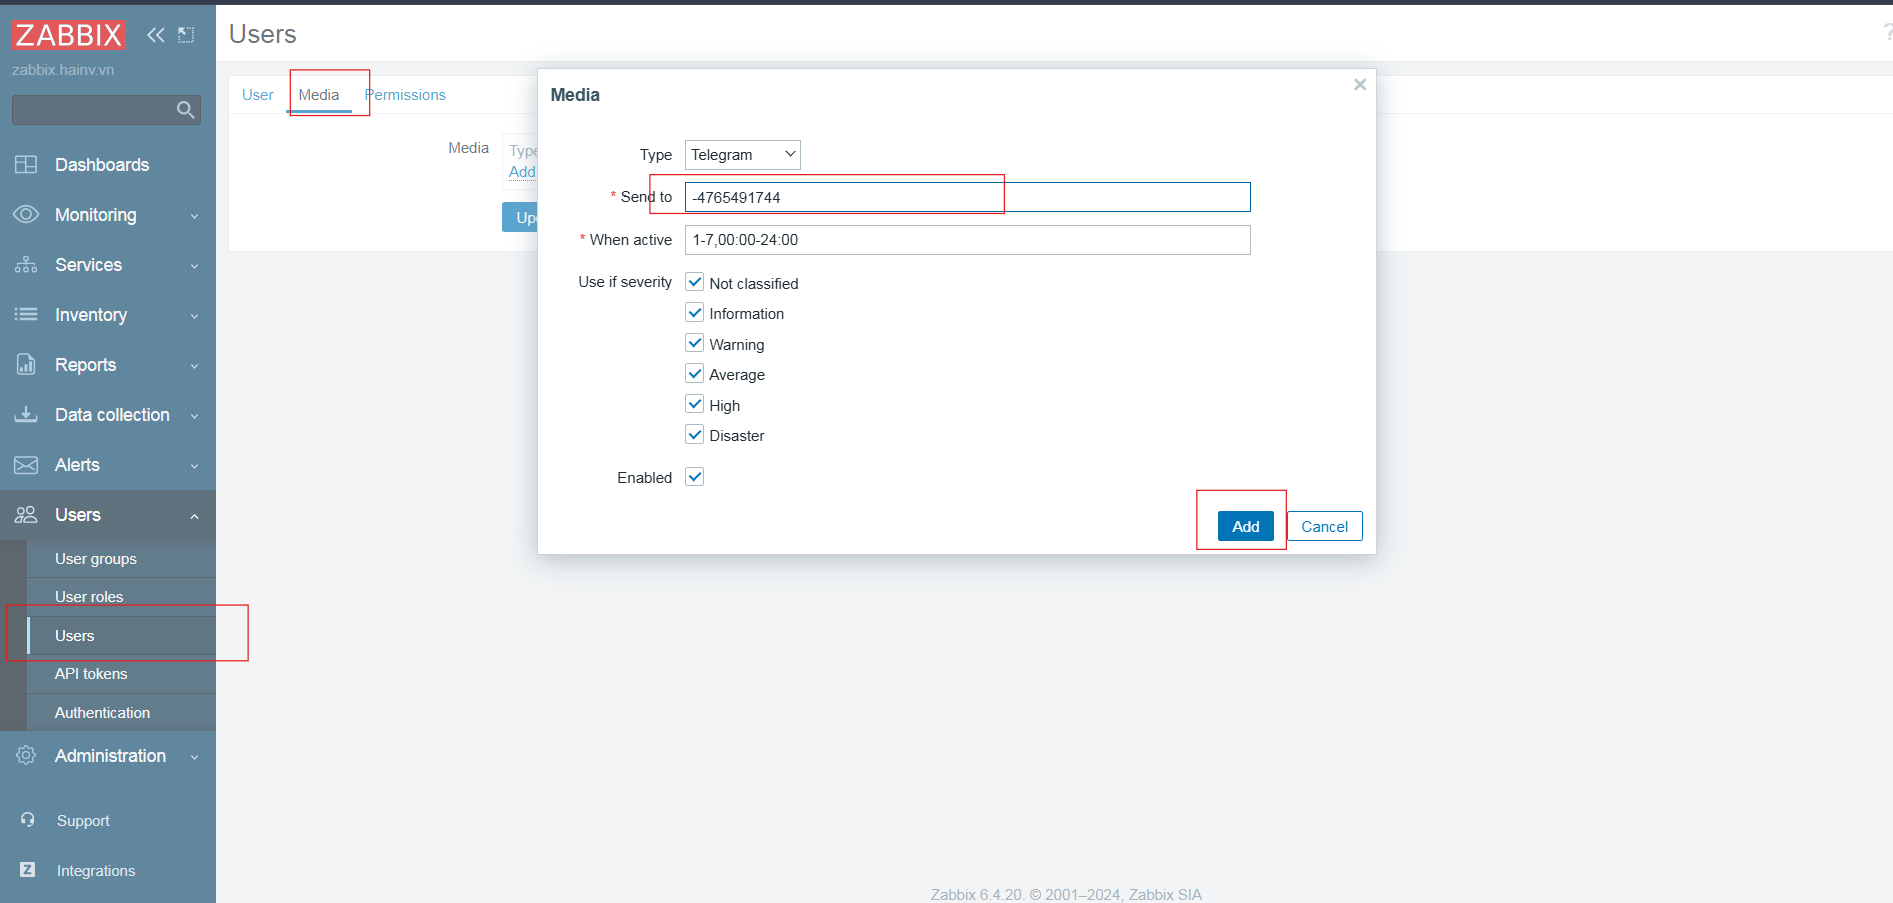 ZABBIX
zabbix.hainv.vn
Dashboards
Monitoring
Services
Inventory
Reports
Data collection
Alerts
Users
User groups
User roles
Users
API tokens
Authentication
Administration
Support
Integrations
Users
?
User Media Permissions
Media
Type
Add
Upd
Media
Type Telegram
* Send to -4765491744
* When active 1-7,00:00-24:00
Use if severity
Not classified
Information
Warning
Average
High
Disaster
Enabled
Add Cancel
Zabbix 6.4.20. © 2001–2024, Zabbix SIA